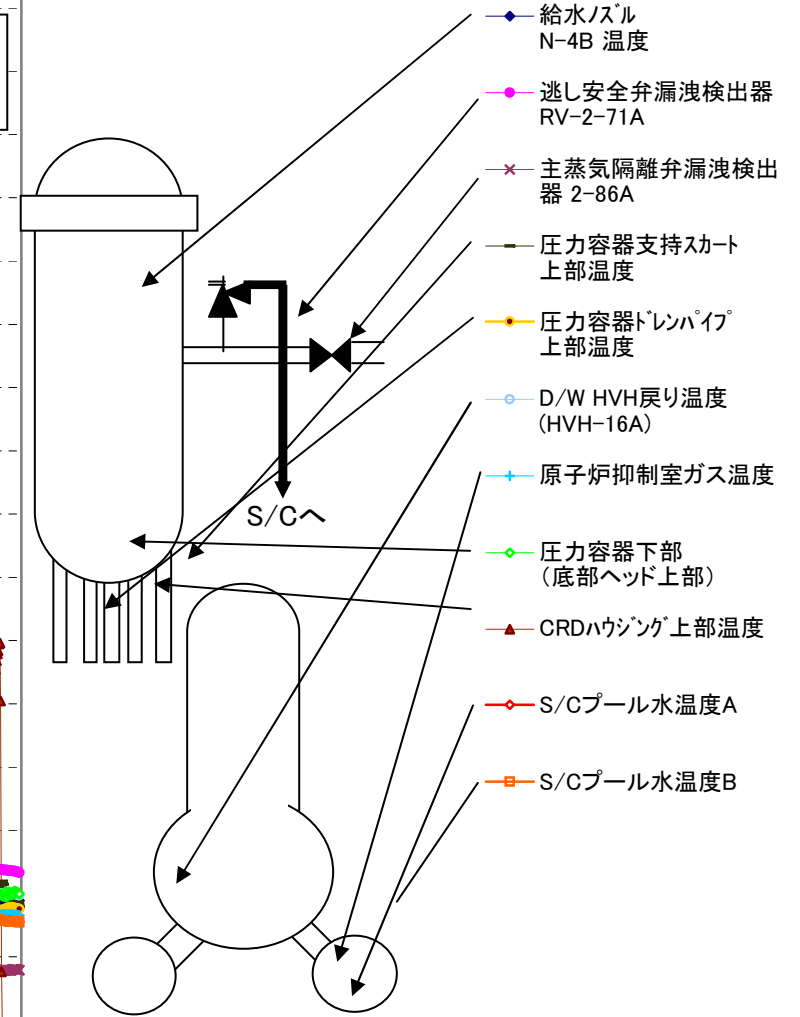 給水ノズル
N-4B 温度
逃し安全弁漏洩検出器
RV-2-71A
主蒸気隔離弁漏洩検出
器 2-86A
圧力容器支持スカート
上部温度
圧力容器ドレンパイプ
上部温度
D/W HVH戻り温度
(HVH-16A)
原子炉抑制室ガス温度
S/Cへ
圧力容器下部
(底部ヘッド上部)
CRDハウジング上部温度
S/Cプール水温度A
S/Cプール水温度B